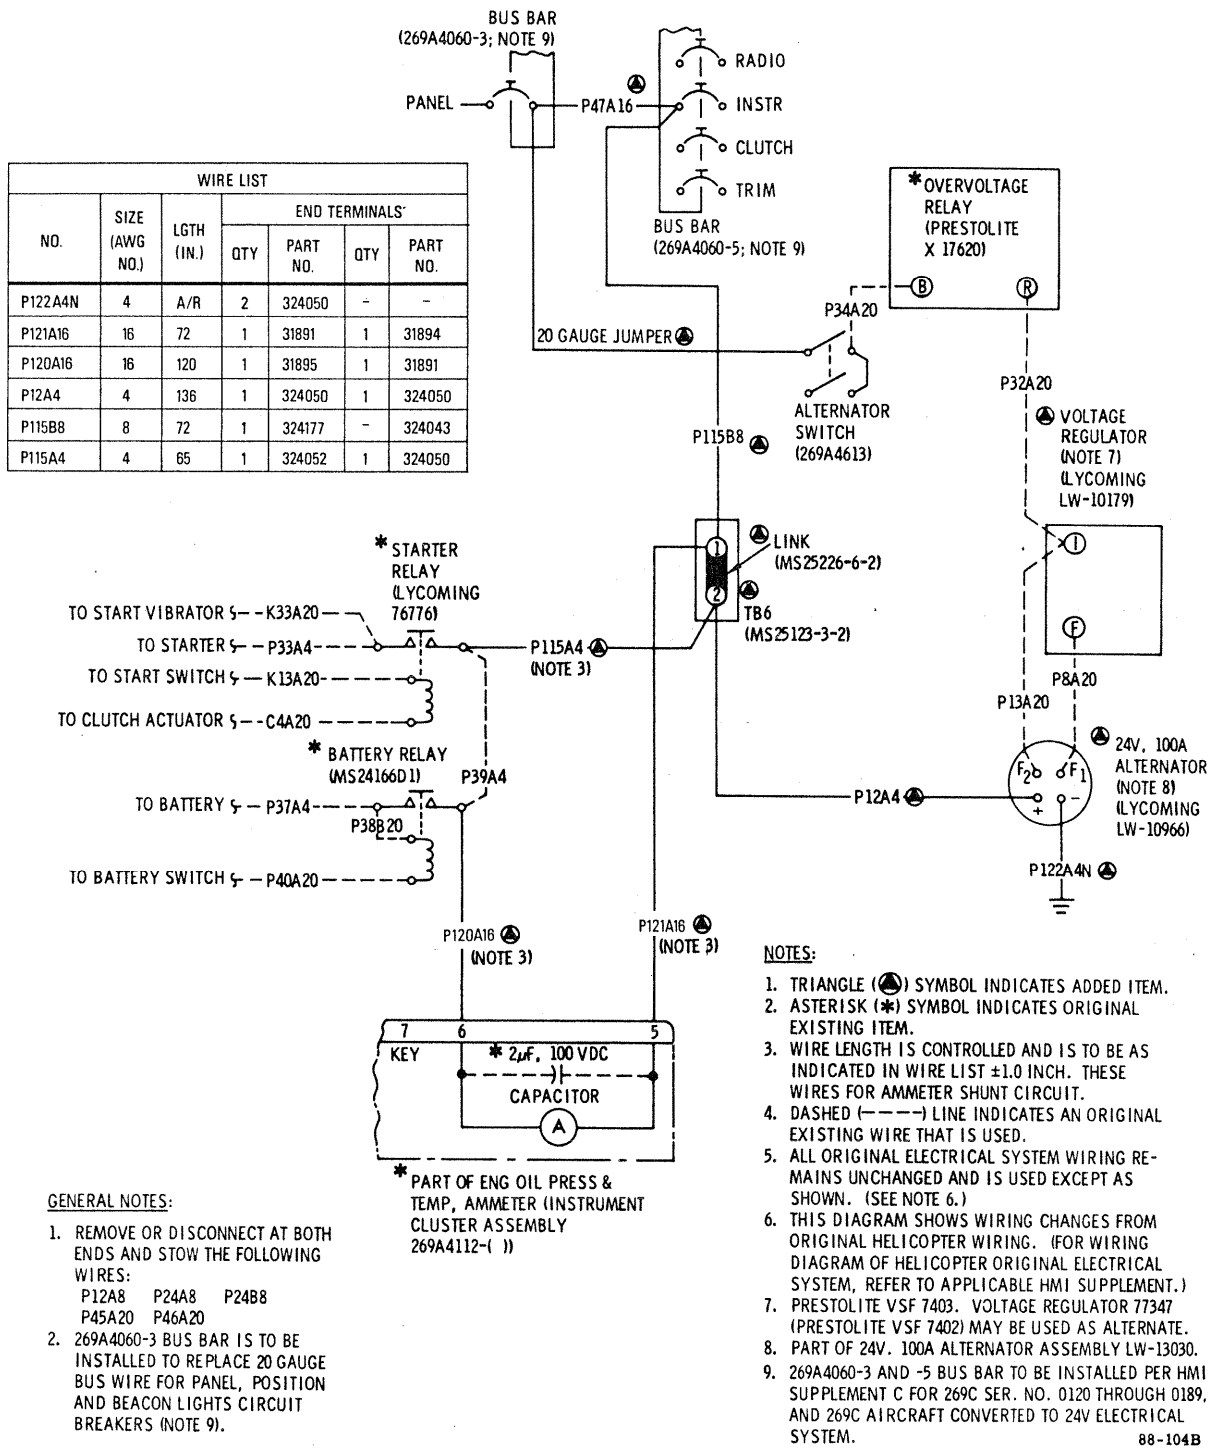 BUS BAR
(269A4060-3; NOTE 9)
PANEL
P47A16
RADIO
INSTR
CLUTCH
TRIM
BUS BAR
(269A4060-5; NOTE 9)
WIRE LIST
NO. SIZE (AWG NO.) LGTH (IN.) END TERMINALS
QTY PART NO. QTY PART NO.
P122A4N 4 A/R 2 324050 - -
P121A16 16 72 1 31891 1 31894
P120A16 16 120 1 31895 1 31891
P12A4 4 136 1 324050 1 324050
P115B8 8 72 1 324177 - 324043
P115A4 4 65 1 324052 1 324050
* OVERVOLTAGE
RELAY
(PRESTOLITE
X 17620)
B
R
P34A20
20 GAUGE JUMPER
P32A20
ALTERNATOR
SWITCH
(269A4613)
P115B8
VOLTAGE
REGULATOR
(NOTE 7)
(LYCOMING
LW-10179)
I
F
1
2
LINK
(MS25226-6-2)
TB6
(MS25123-3-2)
* STARTER
RELAY
(LYCOMING
76776)
TO START VIBRATOR K33A20
TO STARTER P33A4
P115A4
(NOTE 3)
TO START SWITCH K13A20
TO CLUTCH ACTUATOR C4A20
* BATTERY RELAY
(MS24166D1)
P39A4
TO BATTERY P37A4
P38B20
TO BATTERY SWITCH P40A20
P8A20
P13A20
F2 F1
+ -
24V, 100A
ALTERNATOR
(NOTE 8)
(LYCOMING
LW-10966)
P12A4
P122A4N
P120A16
(NOTE 3)
P121A16
(NOTE 3)
7 6 5
KEY
* 2µF, 100 VDC
CAPACITOR
A
* PART OF ENG OIL PRESS &
TEMP, AMMETER (INSTRUMENT
CLUSTER ASSEMBLY
269A4112-( ))
GENERAL NOTES:
1. REMOVE OR DISCONNECT AT BOTH
ENDS AND STOW THE FOLLOWING
WIRES:
P12A8 P24A8 P24B8
P45A20 P46A20
2. 269A4060-3 BUS BAR IS TO BE
INSTALLED TO REPLACE 20 GAUGE
BUS WIRE FOR PANEL, POSITION
AND BEACON LIGHTS CIRCUIT
BREAKERS (NOTE 9).
NOTES:
1. TRIANGLE (▲) SYMBOL INDICATES ADDED ITEM.
2. ASTERISK (*) SYMBOL INDICATES ORIGINAL
EXISTING ITEM.
3. WIRE LENGTH IS CONTROLLED AND IS TO BE AS
INDICATED IN WIRE LIST ±1.0 INCH. THESE
WIRES FOR AMMETER SHUNT CIRCUIT.
4. DASHED (-----) LINE INDICATES AN ORIGINAL
EXISTING WIRE THAT IS USED.
5. ALL ORIGINAL ELECTRICAL SYSTEM WIRING RE-
MAINS UNCHANGED AND IS USED EXCEPT AS
SHOWN. (SEE NOTE 6.)
6. THIS DIAGRAM SHOWS WIRING CHANGES FROM
ORIGINAL HELICOPTER WIRING. (FOR WIRING
DIAGRAM OF HELICOPTER ORIGINAL ELECTRICAL
SYSTEM, REFER TO APPLICABLE HMI SUPPLEMENT.)
7. PRESTOLITE VSF 7403. VOLTAGE REGULATOR 77347
(PRESTOLITE VSF 7402) MAY BE USED AS ALTERNATE.
8. PART OF 24V. 100A ALTERNATOR ASSEMBLY LW-13030.
9. 269A4060-3 AND -5 BUS BAR TO BE INSTALLED PER HMI
SUPPLEMENT C FOR 269C SER. NO. 0120 THROUGH 0189,
AND 269C AIRCRAFT CONVERTED TO 24V ELECTRICAL
SYSTEM.
88-104B